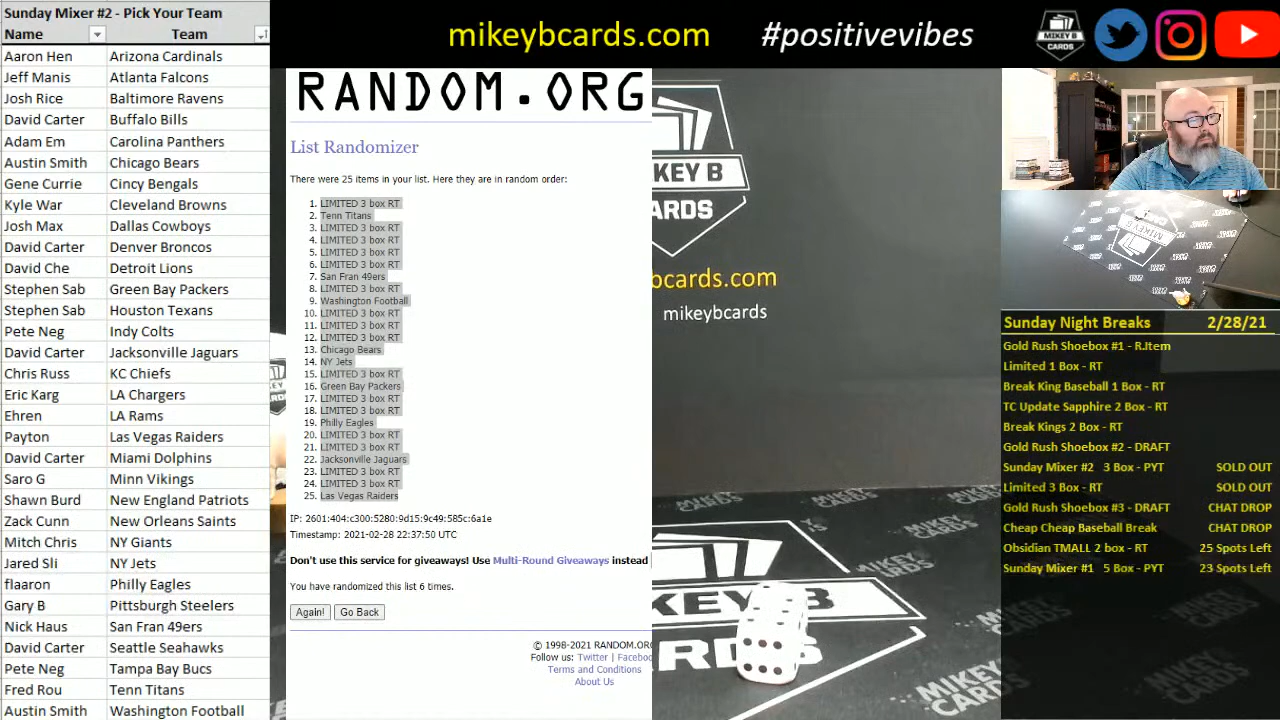 Sunday Mixer #2 - Pick Your Team
Name Team
Aaron Hen Arizona Cardinals
Jeff Manis Atlanta Falcons
Josh Rice Baltimore Ravens
David Carter Buffalo Bills
Adam Em Carolina Panthers
Austin Smith Chicago Bears
Gene Currie Cincy Bengals
Kyle War Cleveland Browns
Josh Max Dallas Cowboys
David Carter Denver Broncos
David Che Detroit Lions
Stephen Sab Green Bay Packers
Stephen Sab Houston Texans
Pete Neg Indy Colts
David Carter Jacksonville Jaguars
Chris Russ KC Chiefs
Eric Karg LA Chargers
Ehren LA Rams
Payton Las Vegas Raiders
David Carter Miami Dolphins
Saro G Minn Vikings
Shawn Burd New England Patriots
Zack Cunn New Orleans Saints
Mitch Chris NY Giants
Jared Sli NY Jets
flaaron Philly Eagles
Gary B Pittsburgh Steelers
Nick Haus San Fran 49ers
David Carter Seattle Seahawks
Pete Neg Tampa Bay Bucs
Fred Rou Tenn Titans
Austin Smith Washington Football
mikeybcards.com #positivevibes
MIKEY B
CARDS
RANDOM.ORG
List Randomizer
There were 25 items in your list. Here they are in random order:
1. LIMITED 3 box RT
2. Tenn Titans
3. LIMITED 3 box RT
4. LIMITED 3 box RT
5. LIMITED 3 box RT
6. LIMITED 3 box RT
7. San Fran 49ers
8. LIMITED 3 box RT
9. Washington Football
10. LIMITED 3 box RT
11. LIMITED 3 box RT
12. LIMITED 3 box RT
13. Chicago Bears
14. NY Jets
15. LIMITED 3 box RT
16. Green Bay Packers
17. LIMITED 3 box RT
18. LIMITED 3 box RT
19. Philly Eagles
20. LIMITED 3 box RT
21. LIMITED 3 box RT
22. Jacksonville Jaguars
23. LIMITED 3 box RT
24. LIMITED 3 box RT
25. Las Vegas Raiders
IP: 2601:404:c300:5280:9d15:9c49:585c:6a1e
Timestamp: 2021-02-28 22:37:50 UTC
Don't use this service for giveaways! Use Multi-Round Giveaways instead
You have randomized this list 6 times.
Again! Go Back
© 1998-2021 RANDOM.ORG
Follow us: Twitter | Faceboo
Terms and Conditions
About Us
KEY B
CARDS
bcards.com
mikeybcards
KEY B
RDS
MIKEY B
CARDS
Sunday Night Breaks 2/28/21
Gold Rush Shoebox #1 - R.Item
Limited 1 Box - RT
Break King Baseball 1 Box - RT
TC Update Sapphire 2 Box - RT
Break Kings 2 Box - RT
Gold Rush Shoebox #2 - DRAFT
Sunday Mixer #2 3 Box - PYT SOLD OUT
Limited 3 Box - RT SOLD OUT
Gold Rush Shoebox #3 - DRAFT CHAT DROP
Cheap Cheap Baseball Break CHAT DROP
Obsidian TMALL 2 box - RT 25 Spots Left
Sunday Mixer #1 5 Box - PYT 23 Spots Left